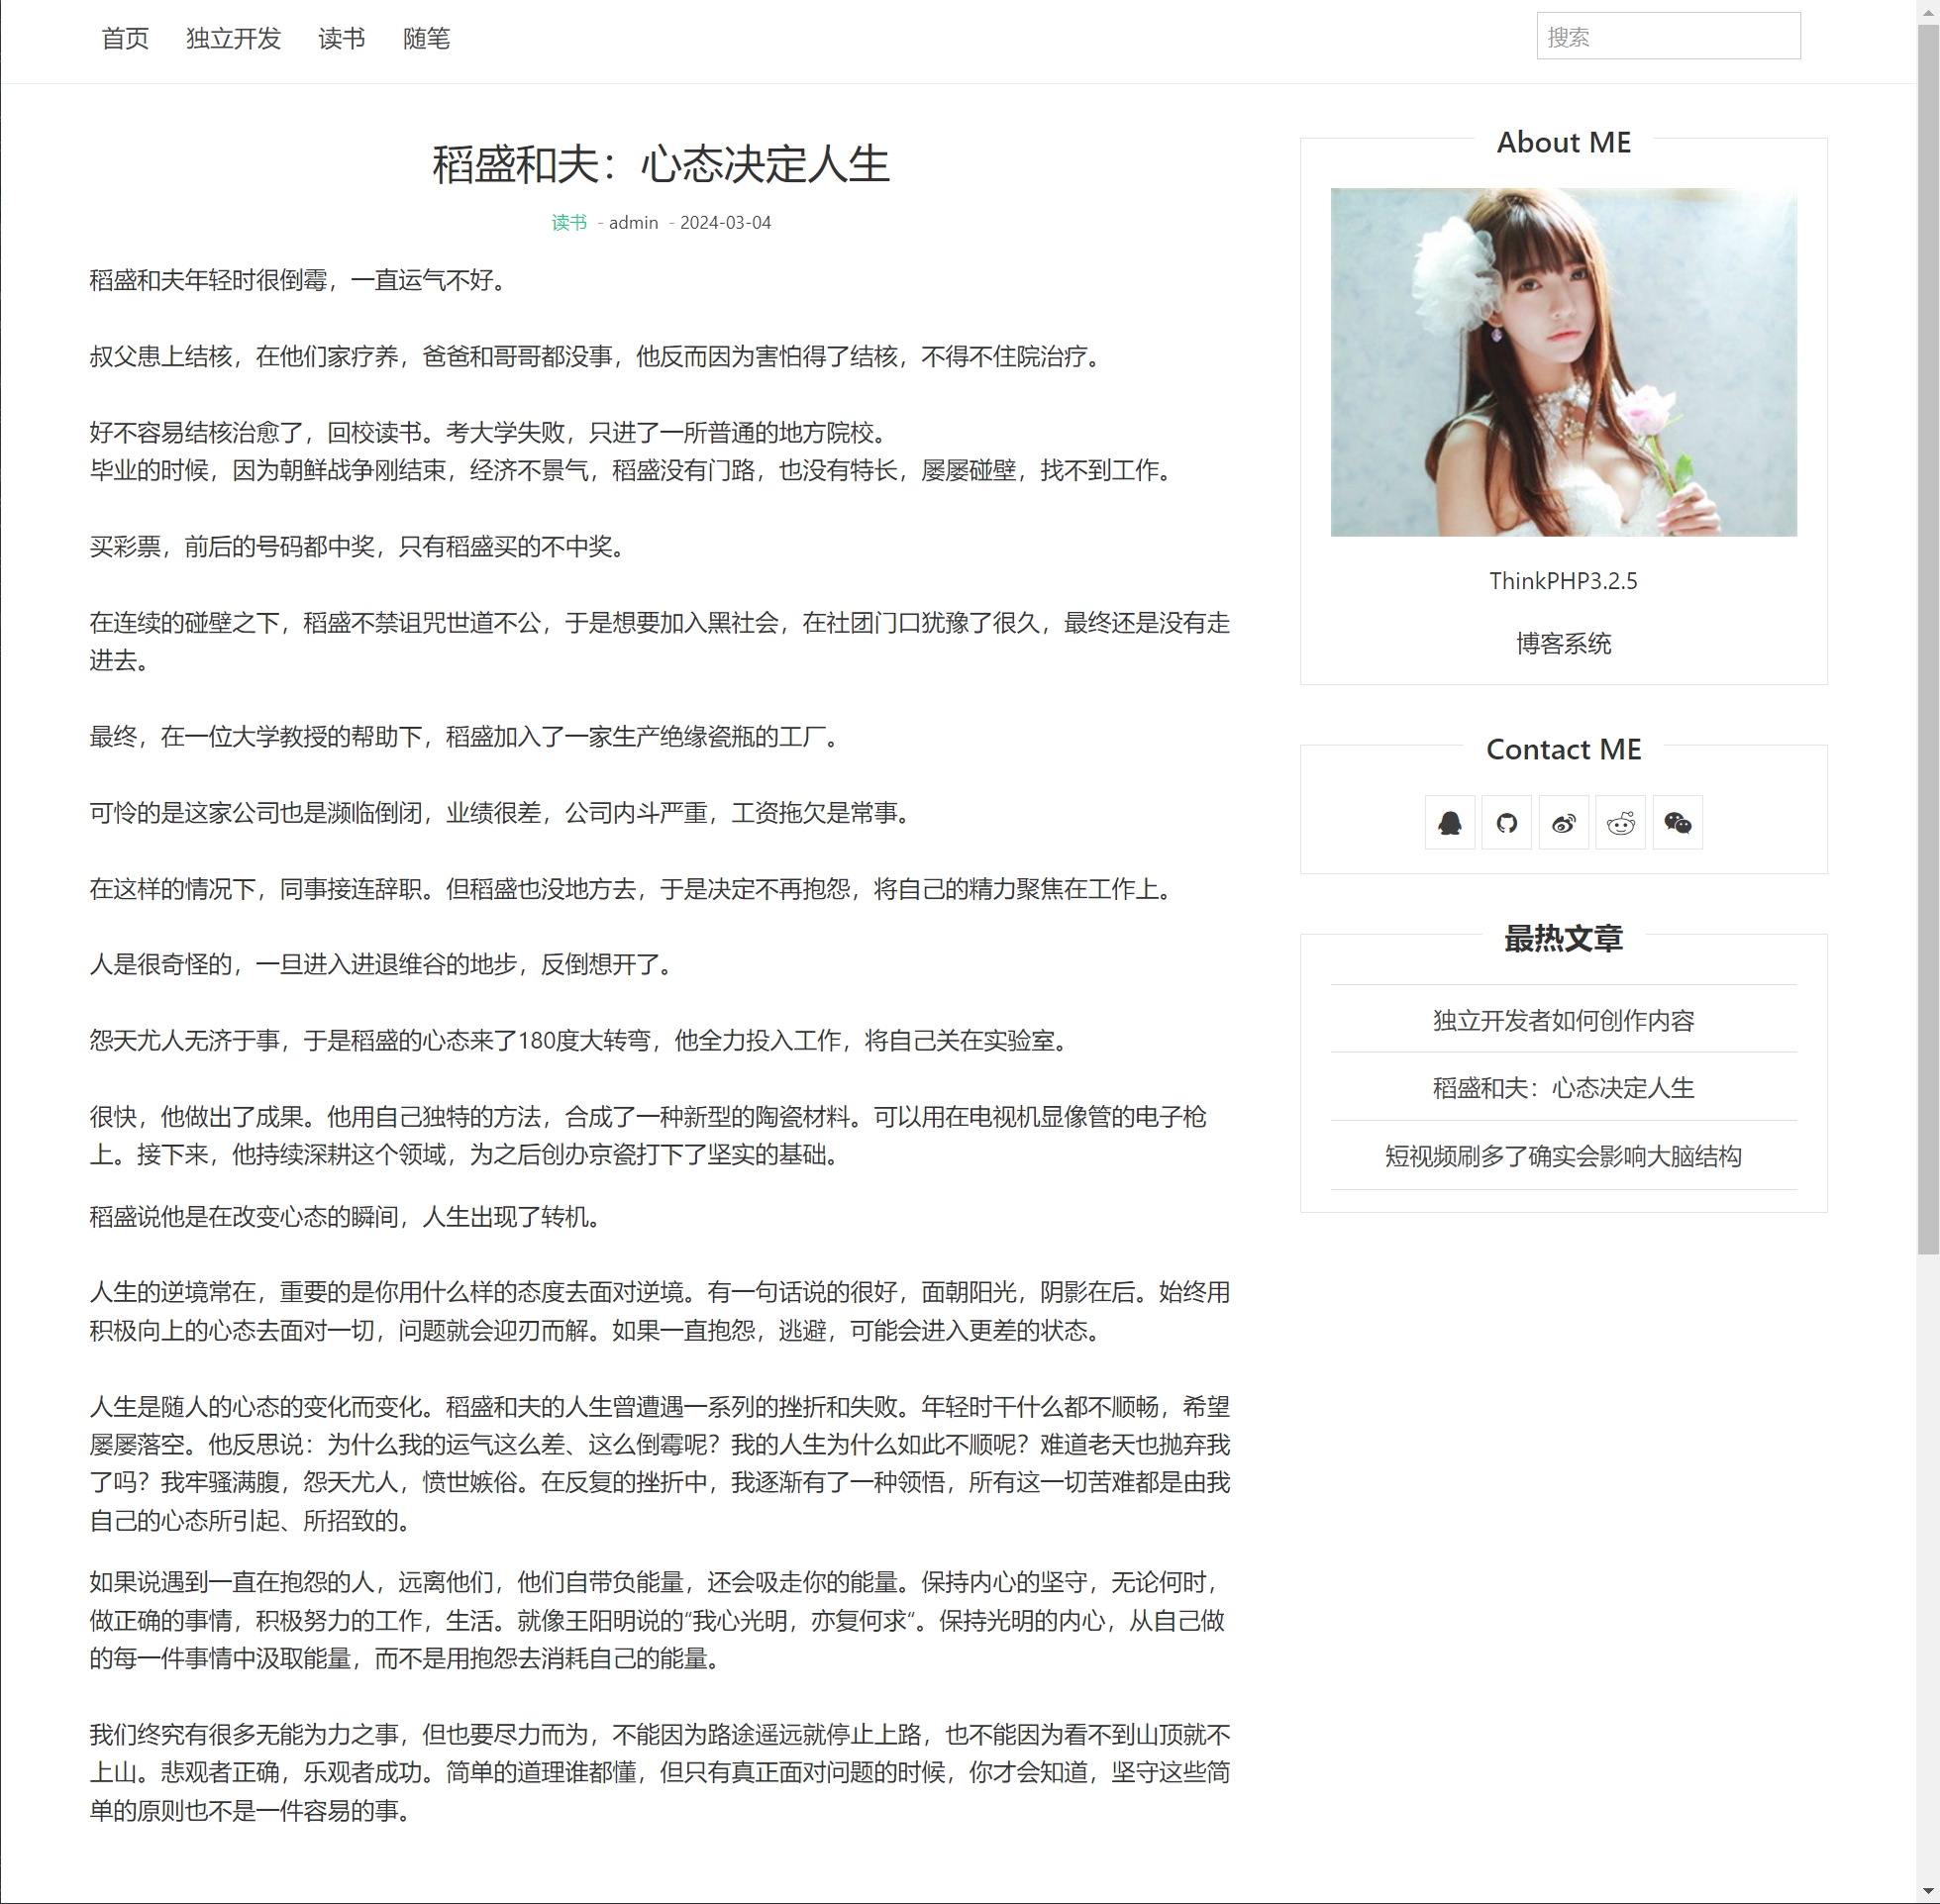 首页 独立开发 读书 随笔 搜索
稻盛和夫：心态决定人生
读书 - admin - 2024-03-04
稻盛和夫年轻时很倒霉，一直运气不好。
叔父患上结核，在他们家疗养，爸爸和哥哥都没事，他反而因为害怕得了结核，不得不住院治疗。
好不容易结核治愈了，回校读书。考大学失败，只进了一所普通的地方院校。
毕业的时候，因为朝鲜战争刚结束，经济不景气，稻盛没有门路，也没有特长，屡屡碰壁，找不到工作。
买彩票，前后的号码都中奖，只有稻盛买的不中奖。
在连续的碰壁之下，稻盛不禁诅咒世道不公，于是想要加入黑社会，在社团门口犹豫了很久，最终还是没有走
进去。
最终，在一位大学教授的帮助下，稻盛加入了一家生产绝缘瓷瓶的工厂。
可怜的是这家公司也是濒临倒闭，业绩很差，公司内斗严重，工资拖欠是常事。
在这样的情况下，同事接连辞职。但稻盛也没地方去，于是决定不再抱怨，将自己的精力聚焦在工作上。
人是很奇怪的，一旦进入进退维谷的地步，反倒想开了。
怨天尤人无济于事，于是稻盛的心态来了180度大转弯，他全力投入工作，将自己关在实验室。
很快，他做出了成果。他用自己独特的方法，合成了一种新型的陶瓷材料。可以用在电视机显像管的电子枪
上。接下来，他持续深耕这个领域，为之后创办京瓷打下了坚实的基础。
稻盛说他是在改变心态的瞬间，人生出现了转机。
人生的逆境常在，重要的是你用什么样的态度去面对逆境。有一句话说的很好，面朝阳光，阴影在后。始终用
积极向上的心态去面对一切，问题就会迎刃而解。如果一直抱怨，逃避，可能会进入更差的状态。
人生是随人的心态的变化而变化。稻盛和夫的人生曾遭遇一系列的挫折和失败。年轻时干什么都不顺畅，希望
屡屡落空。他反思说：为什么我的运气这么差、这么倒霉呢？我的人生为什么如此不顺呢？难道老天也抛弃我
了吗？我牢骚满腹，怨天尤人，愤世嫉俗。在反复的挫折中，我逐渐有了一种领悟，所有这一切苦难都是由我
自己的心态所引起、所招致的。
如果说遇到一直在抱怨的人，远离他们，他们自带负能量，还会吸走你的能量。保持内心的坚守，无论何时，
做正确的事情，积极努力的工作，生活。就像王阳明说的“我心光明，亦复何求“。保持光明的内心，从自己做
的每一件事情中汲取能量，而不是用抱怨去消耗自己的能量。
我们终究有很多无能为力之事，但也要尽力而为，不能因为路途遥远就停止上路，也不能因为看不到山顶就不
上山。悲观者正确，乐观者成功。简单的道理谁都懂，但只有真正面对问题的时候，你才会知道，坚守这些简
单的原则也不是一件容易的事。
About ME
ThinkPHP3.2.5
博客系统
Contact ME
最热文章
独立开发者如何创作内容
稻盛和夫：心态决定人生
短视频刷多了确实会影响大脑结构